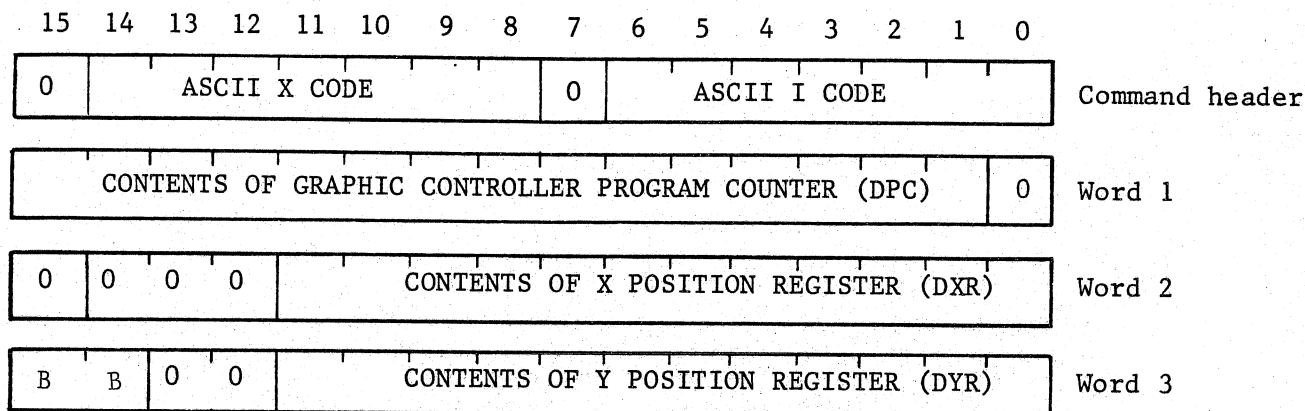 15 14 13 12 11 10 9 8 7 6 5 4 3 2 1 0
0 ASCII X CODE 0 ASCII I CODE Command header
CONTENTS OF GRAPHIC CONTROLLER PROGRAM COUNTER (DPC) 0 Word 1
0 0 0 0 CONTENTS OF X POSITION REGISTER (DXR) Word 2
B B 0 0 CONTENTS OF Y POSITION REGISTER (DYR) Word 3